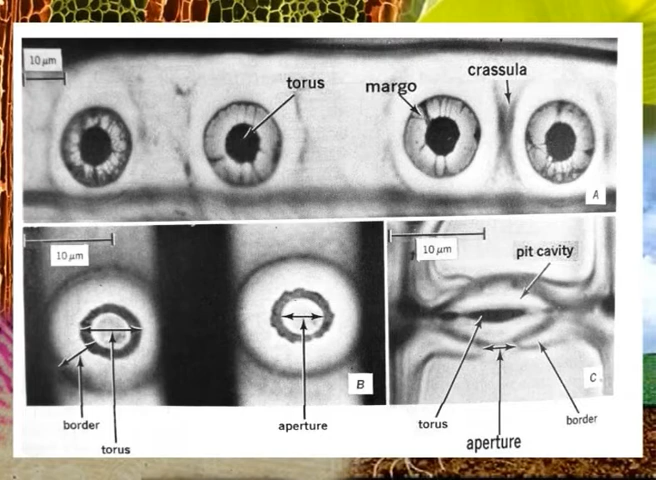 10 μm
torus
margo
crassula
A
10 μm
B
border
torus
aperture
10 μm
pit cavity
C
torus
aperture
border